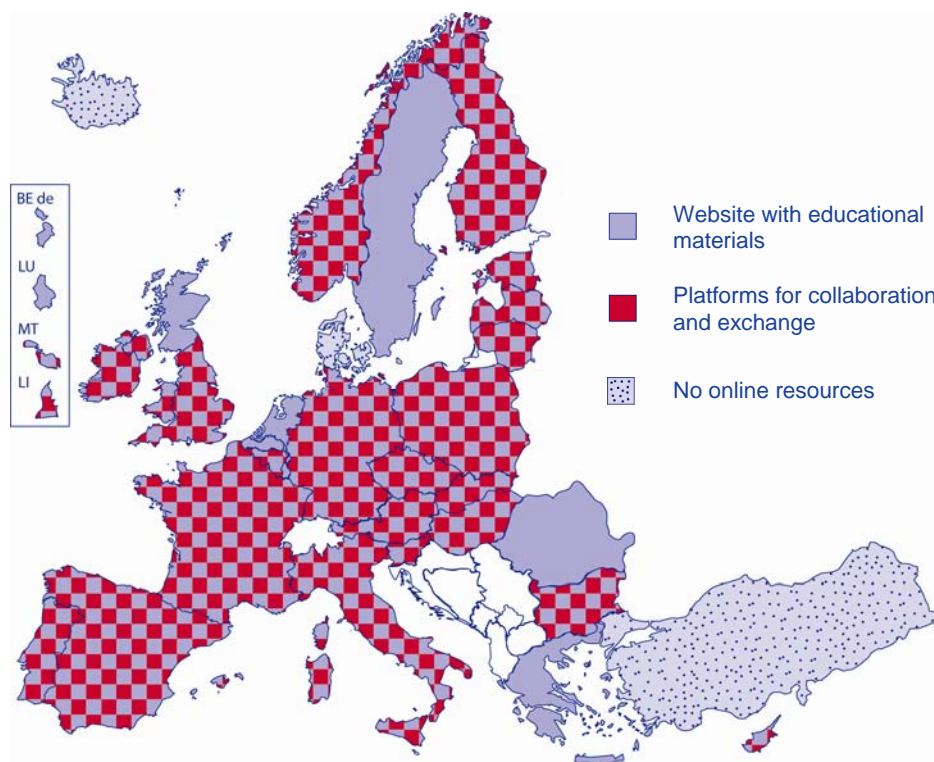 BE de
LU
MT
LI
Website with educational
materials
Platforms for collaboration
and exchange
No online resources